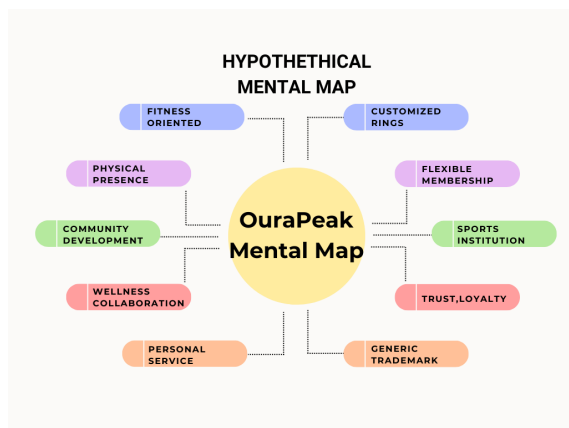 HYPOTHETHICAL
MENTAL MAP
FITNESS
ORIENTED
CUSTOMIZED
RINGS
PHYSICAL
PRESENCE
FLEXIBLE
MEMBERSHIP
OuraPeak
Mental Map
COMMUNITY
DEVELOPMENT
SPORTS
INSTITUTION
WELLNESS
COLLABORATION
TRUST,LOYALTY
PERSONAL
SERVICE
GENERIC
TRADEMARK